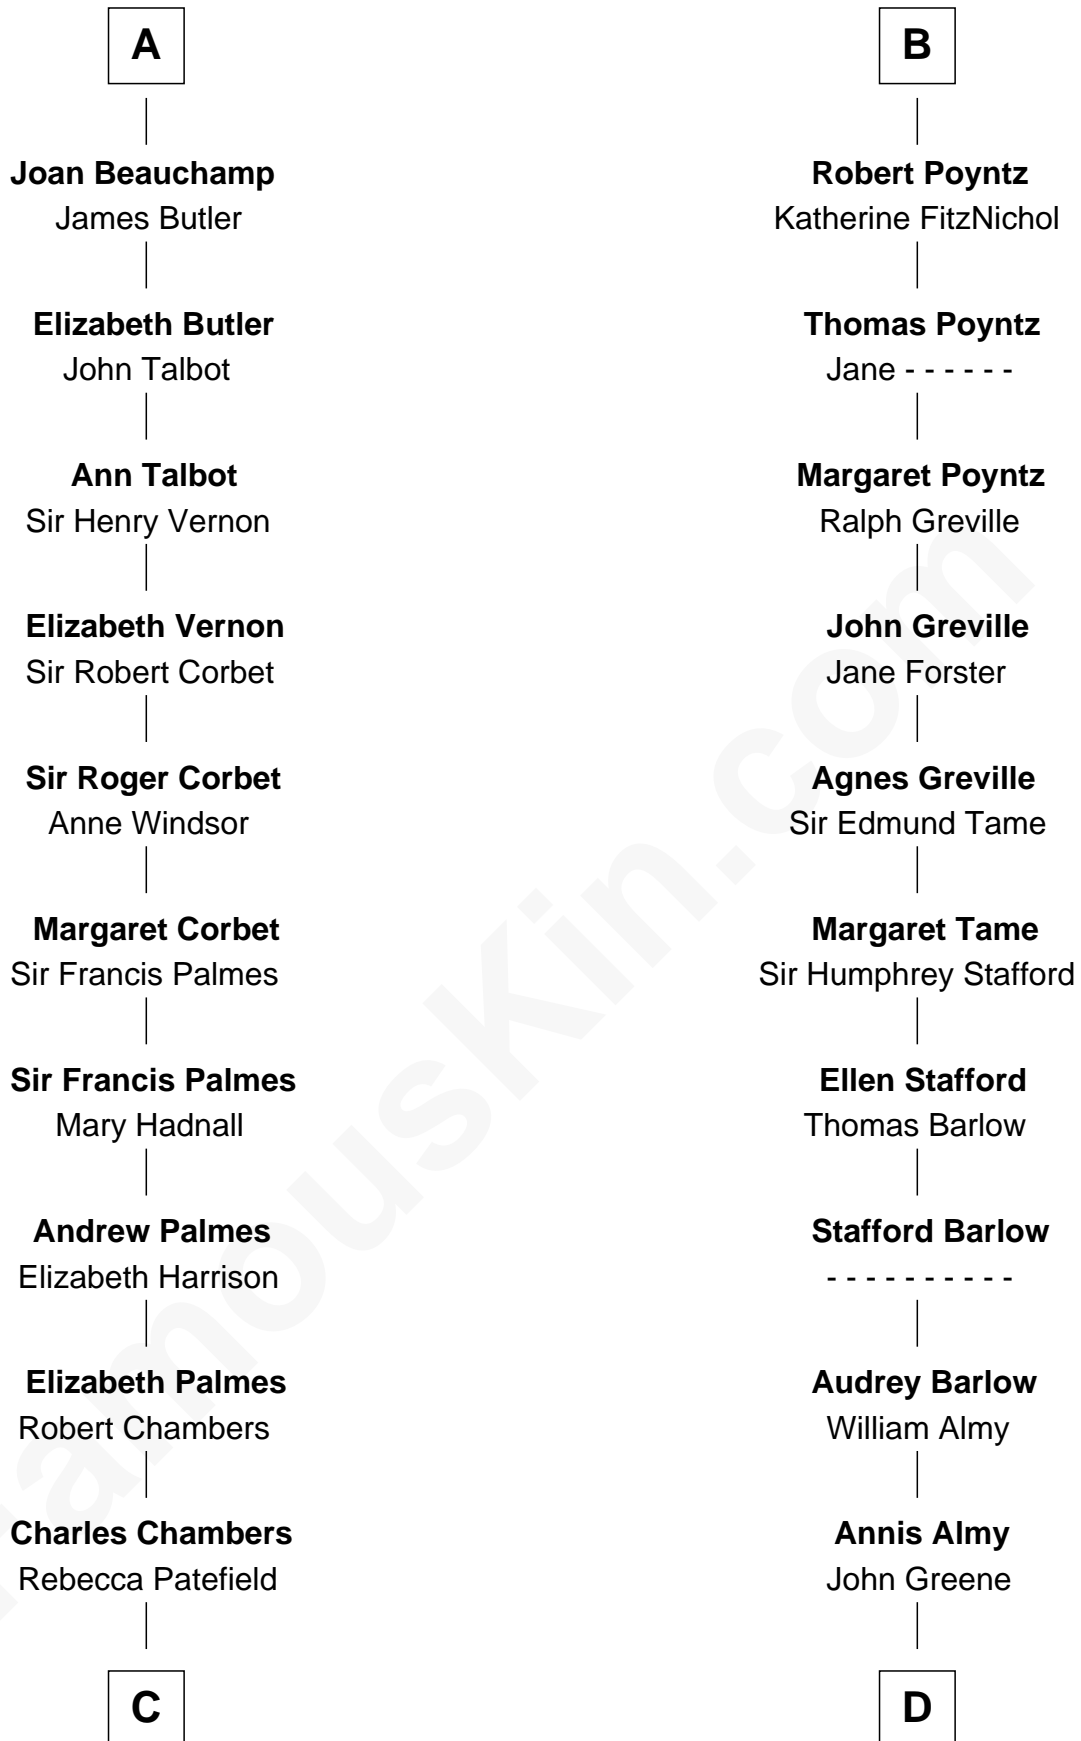 A
Joan Beauchamp
James Butler
Elizabeth Butler
John Talbot
Ann Talbot
Sir Henry Vernon
Elizabeth Vernon
Sir Robert Corbet
Sir Roger Corbet
Anne Windsor
Margaret Corbet
Sir Francis Palmes
Sir Francis Palmes
Mary Hadnall
Andrew Palmes
Elizabeth Harrison
Elizabeth Palmes
Robert Chambers
Charles Chambers
Rebecca Patefield
C
B
Robert Poyntz
Katherine FitzNichol
Thomas Poyntz
Jane - - - - - -
Margaret Poyntz
Ralph Greville
John Greville
Jane Forster
Agnes Greville
Sir Edmund Tame
Margaret Tame
Sir Humphrey Stafford
Ellen Stafford
Thomas Barlow
Stafford Barlow
- - - - - - - - - -
Audrey Barlow
William Almy
Annis Almy
John Greene
D
FamousKin.com